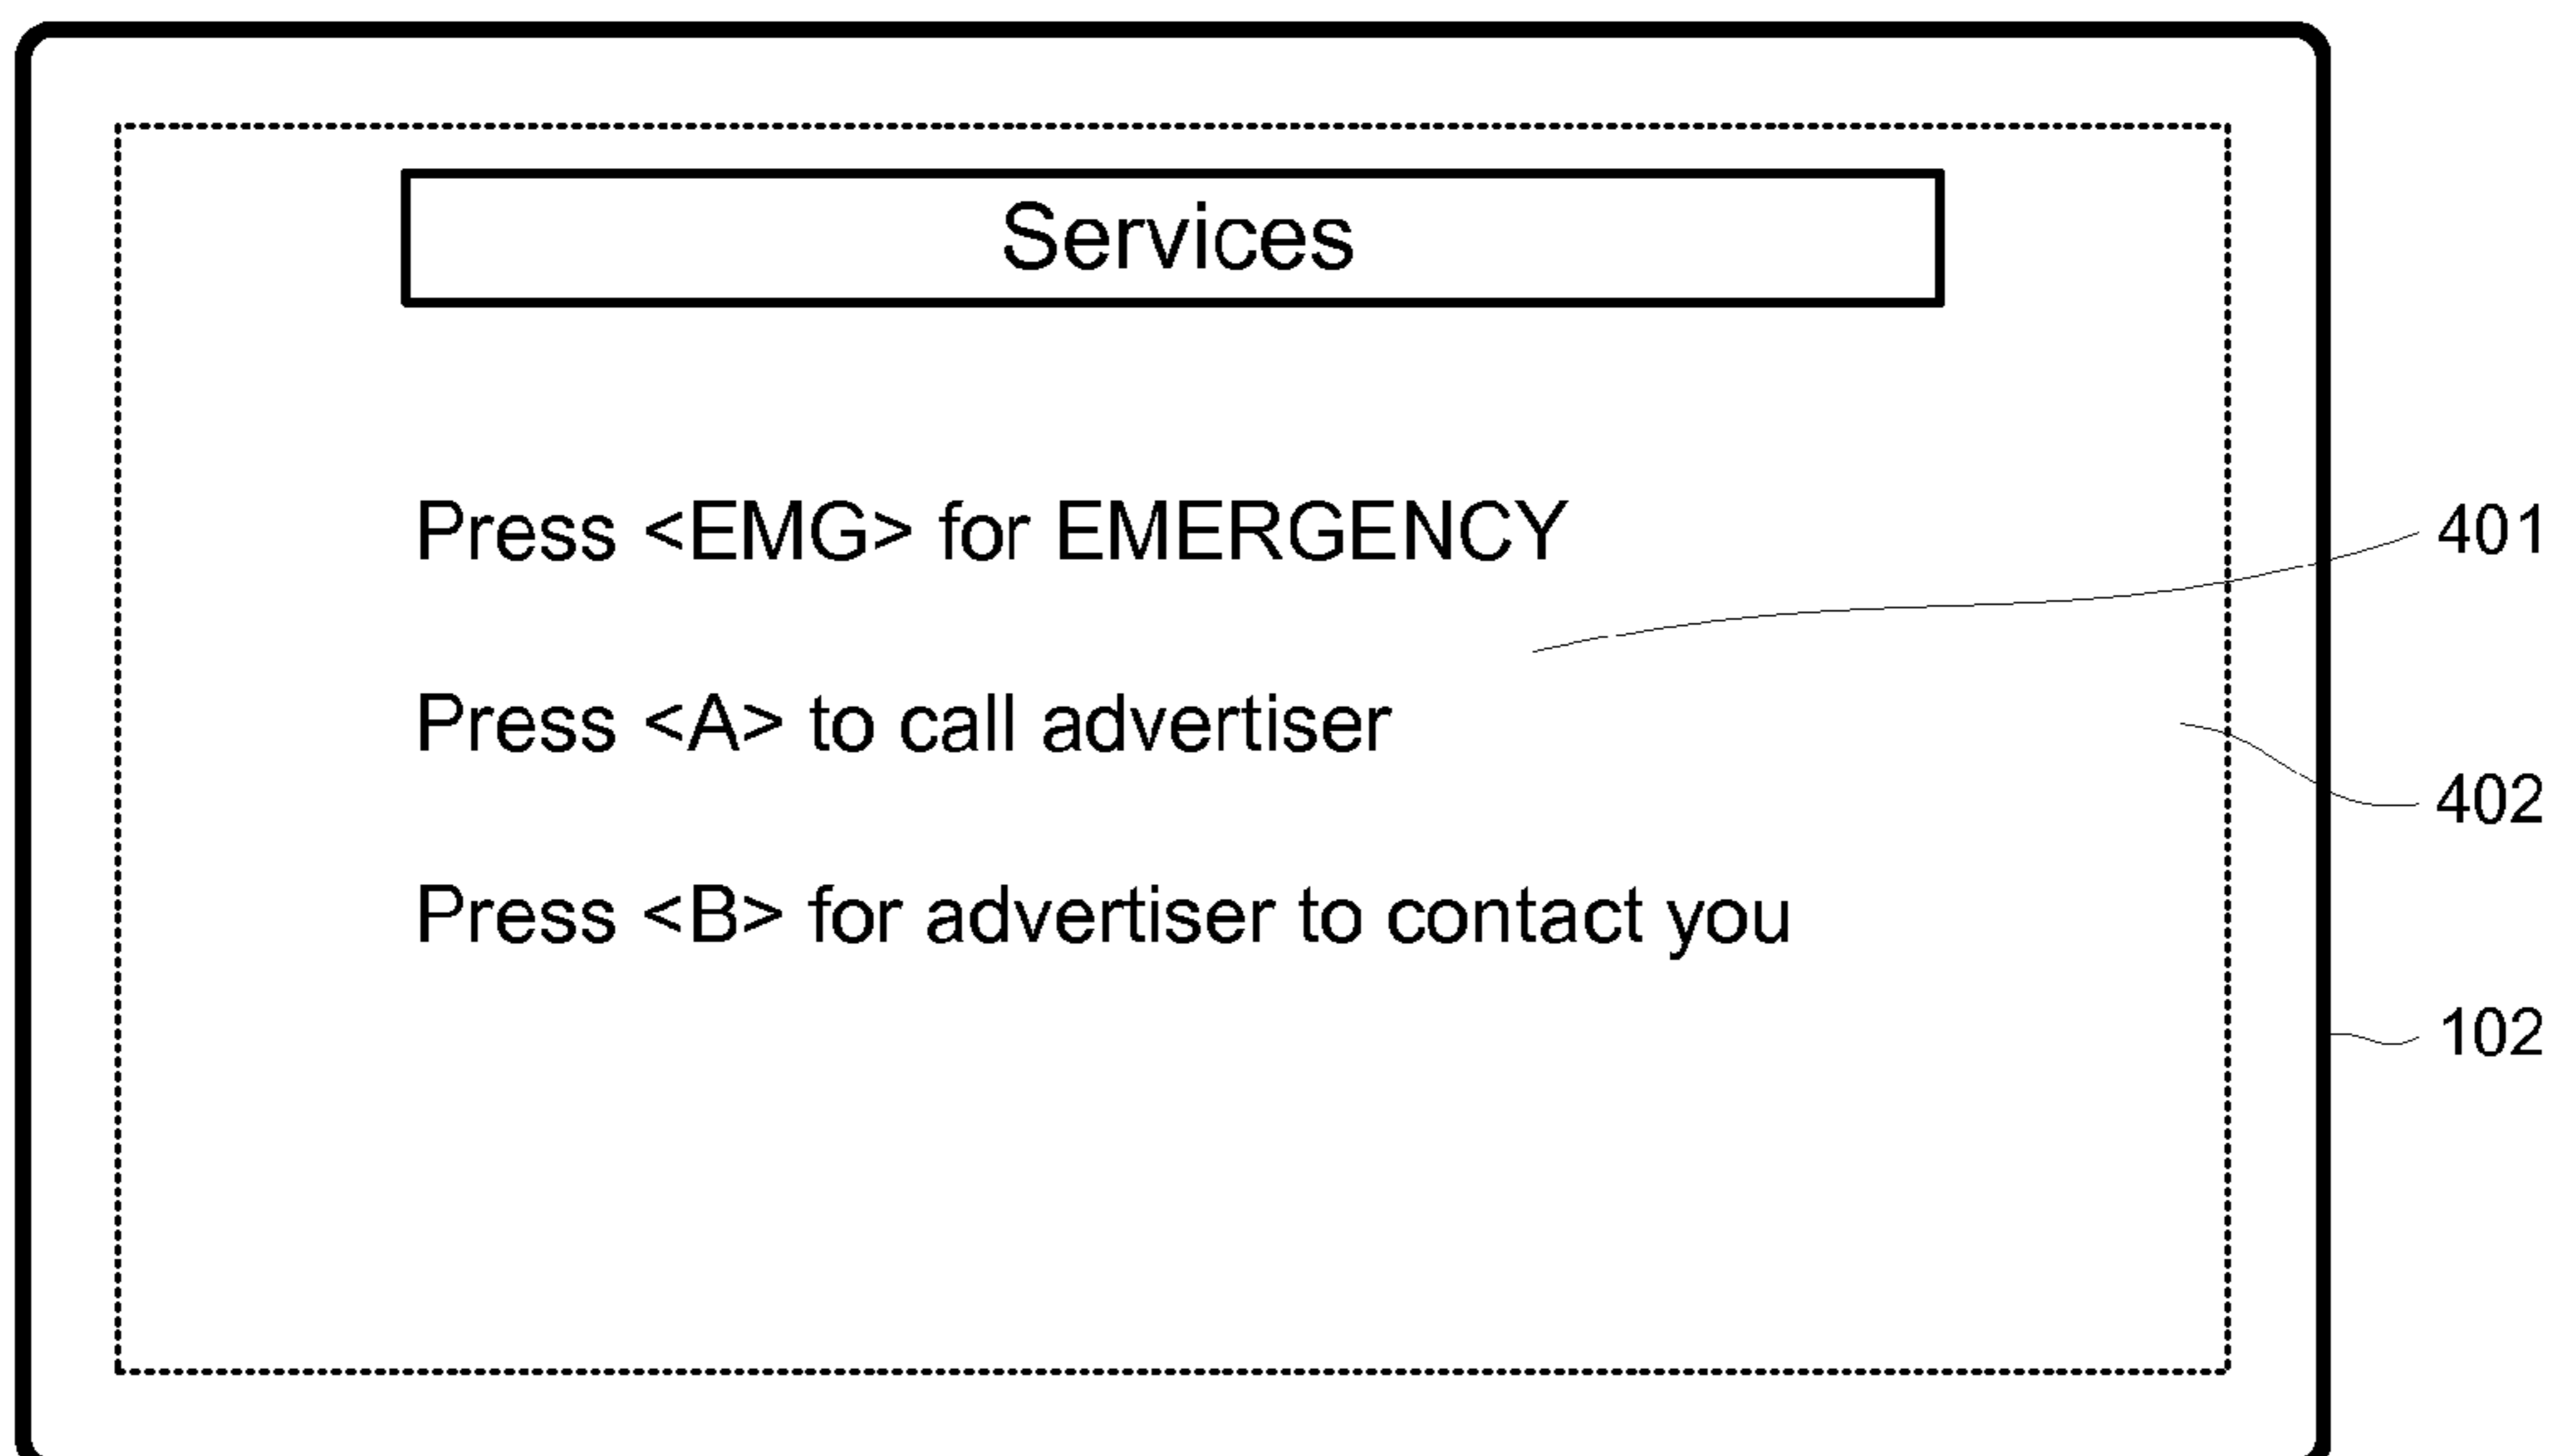 Services
Press <EMG> for EMERGENCY
401
Press <A> to call advertiser
402
Press <B> for advertiser to contact you
102